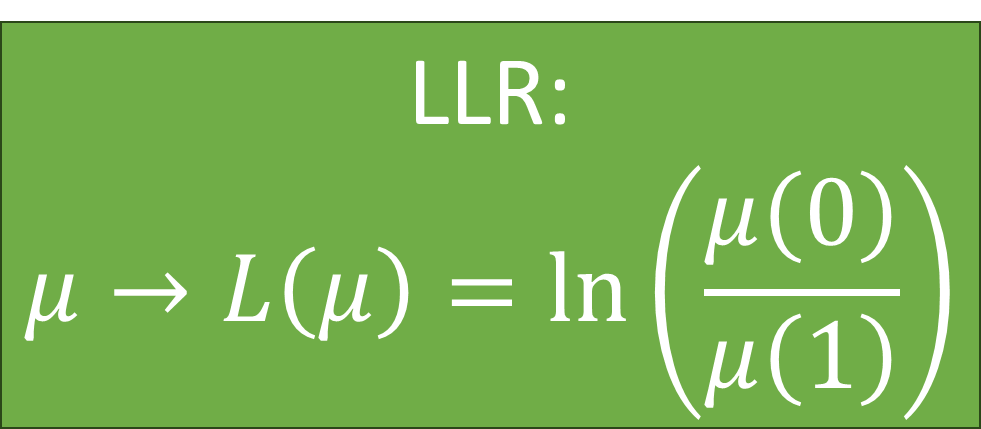 LLR:
𝜇 → 𝐿(𝜇) = ln(𝜇(0)/𝜇(1))